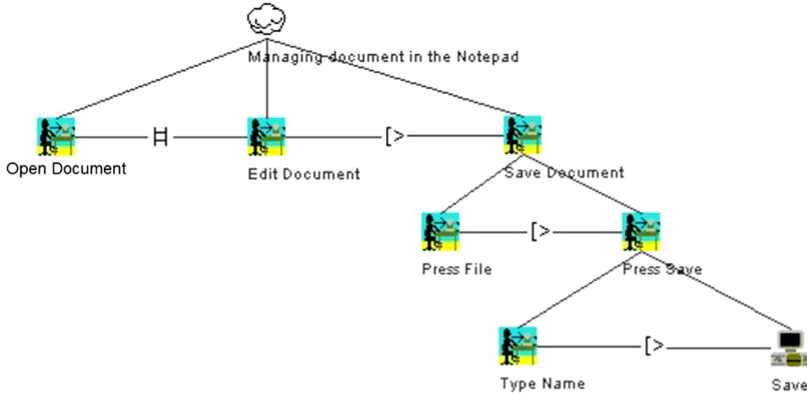 Managing document in the Notepad
Open Document
Edit Document
Save Document
[>
Press File
Press Save
[>
Type Name
Save
[>